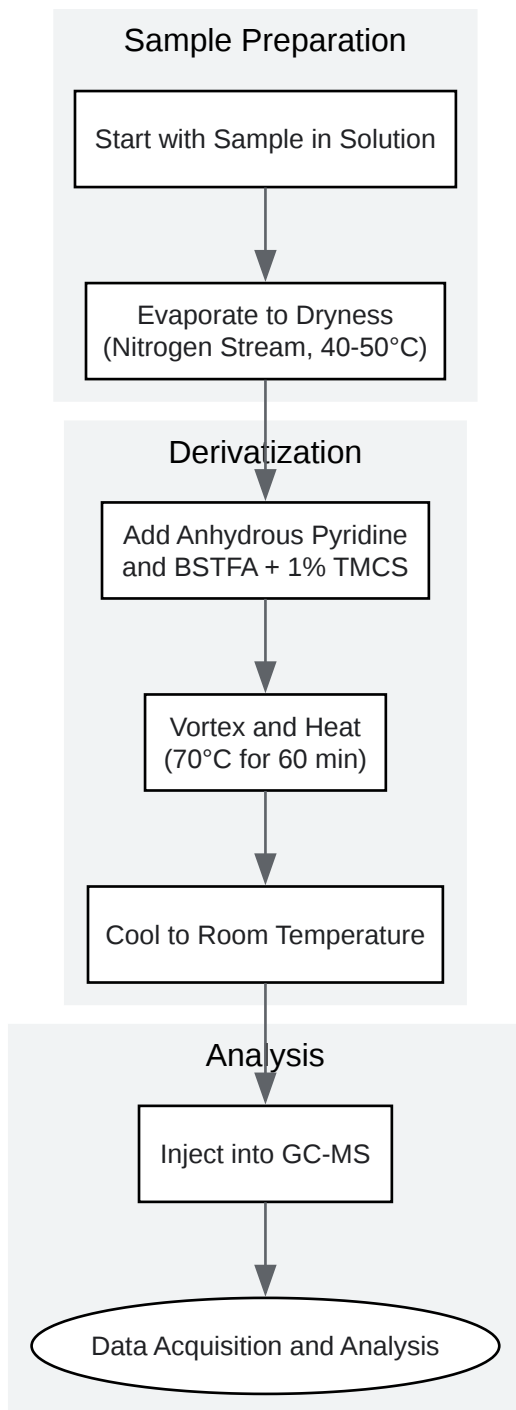 Sample Preparation
Start with Sample in Solution
Evaporate to Dryness
(Nitrogen Stream, 40-50°C)
Derivatization
Add Anhydrous Pyridine
and BSTFA + 1% TMCS
Vortex and Heat
(70°C for 60 min)
Cool to Room Temperature
Analysis
Inject into GC-MS
Data Acquisition and Analysis